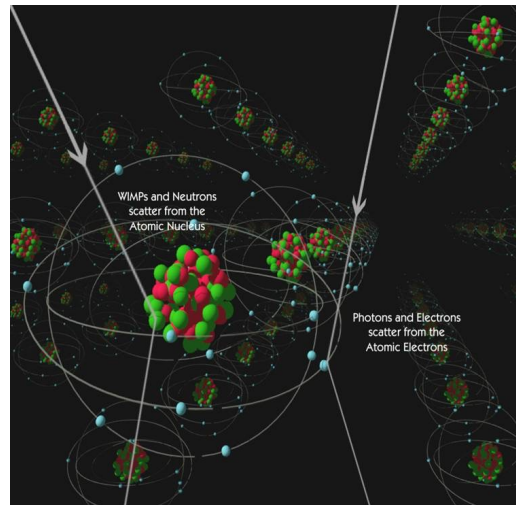 WIMPs and Neutrons
scatter from the
Atomic Nucleus
Photons and Electrons
scatter from the
Atomic Electrons